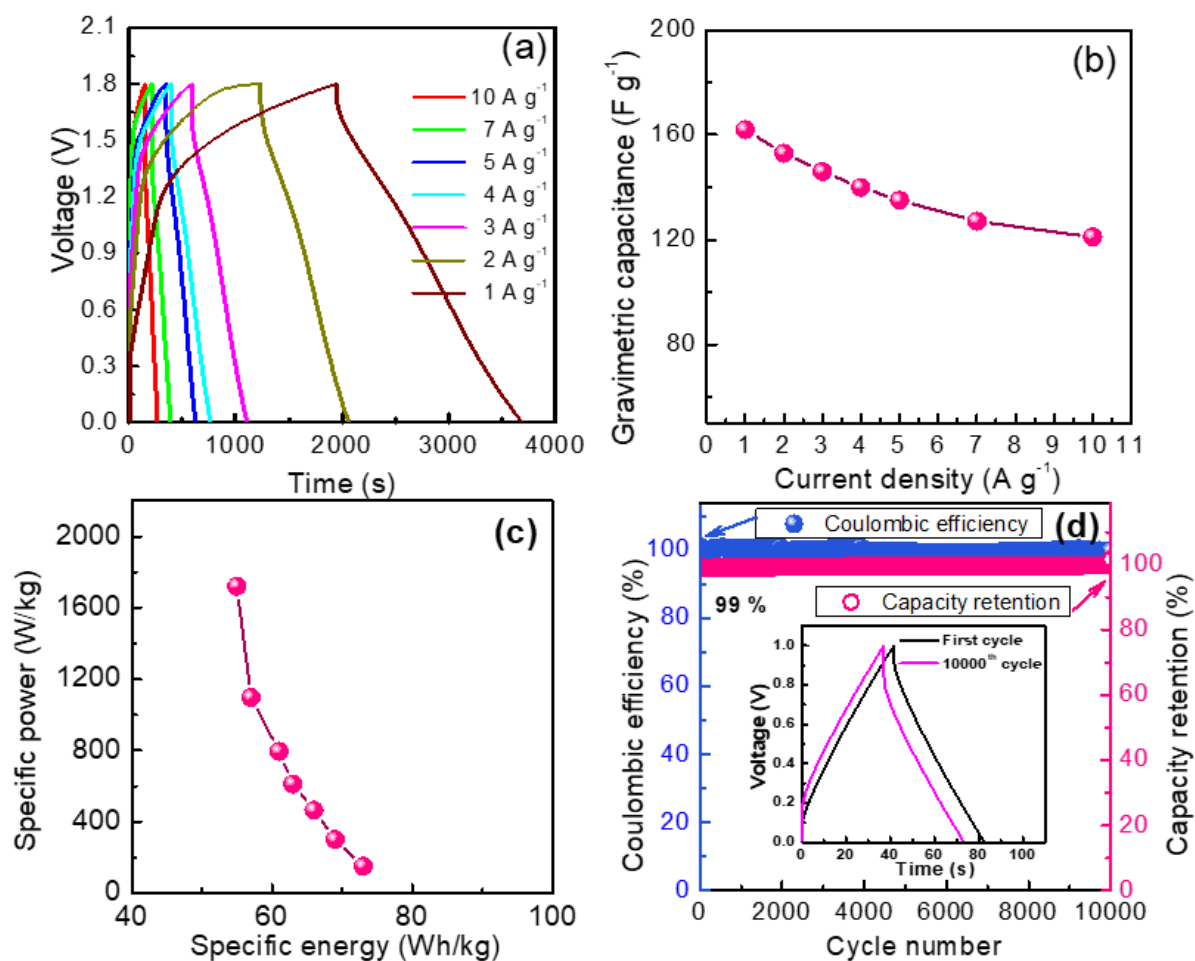 (a)
2.1
1.8
1.5
1.2
0.9
0.6
0.3
0.0
Voltage (V)
10 A g⁻¹
7 A g⁻¹
5 A g⁻¹
4 A g⁻¹
3 A g⁻¹
2 A g⁻¹
1 A g⁻¹
0 1000 2000 3000 4000
Time (s)
(b)
200
160
120
80
Gravimetric capacitance (F g⁻¹)
0 1 2 3 4 5 6 7 8 9 10 11
Current density (A g⁻¹)
(c)
2000
1600
1200
800
400
0
Specific power (W/kg)
40 60 80 100
Specific energy (Wh/kg)
(d)
Coulombic efficiency
Capacity retention
99 %
100
80
60
40
20
0
Coulombic efficiency (%)
100
80
60
40
20
0
Capacity retention (%)
First cycle
10000ᵗʰ cycle
1.0
0.8
0.6
0.4
0.2
0.0
Voltage (V)
0 20 40 60 80 100
Time (s)
0 2000 4000 6000 8000 10000
Cycle number